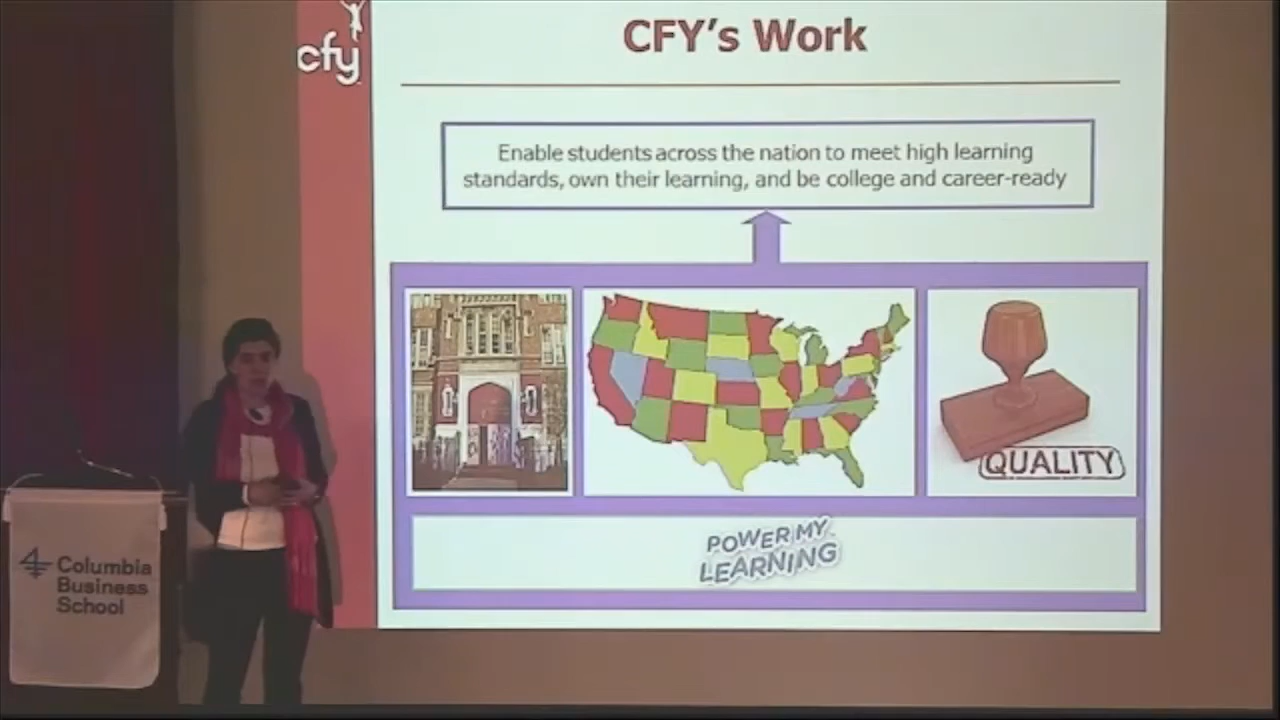 cfy
CFY's Work
Enable students across the nation to meet high learning
standards, own their learning, and be college and career-ready
QUALITY
POWER MY
LEARNING
Columbia
Business
School